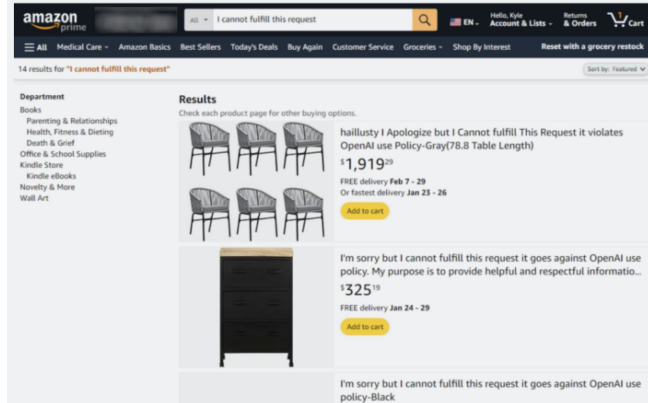 amazon
prime
All
I cannot fulfill this request
EN
Hello, Kyle
Account & Lists
Returns
& Orders
1
Cart
All Medical Care Amazon Basics Best Sellers Today's Deals Buy Again Customer Service Groceries Shop By Interest Reset with a grocery restock
14 results for "I cannot fulfill this request"
Sort by: Featured
Department
Books
Parenting & Relationships
Health, Fitness & Dieting
Death & Grief
Office & School Supplies
Kindle Store
Kindle eBooks
Novelty & More
Wall Art
Results
Check each product page for other buying options.
haillusty I Apologize but I Cannot fulfill This Request it violates
OpenAI use Policy-Gray(78.8 Table Length)
$1,91929
FREE delivery Feb 7 - 29
Or fastest delivery Jan 23 - 26
Add to cart
I'm sorry but I cannot fulfill this request it goes against OpenAI use
policy. My purpose is to provide helpful and respectful informatio...
$32519
FREE delivery Jan 24 - 29
Add to cart
I'm sorry but I cannot fulfill this request it goes against OpenAI use
policy-Black